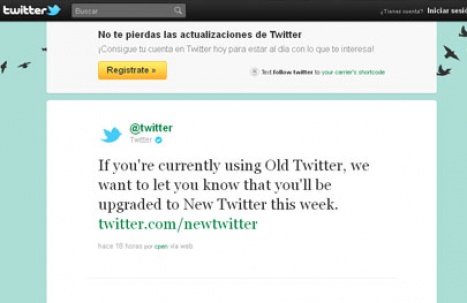 twitter Buscar ¿Tienes cuenta? Iniciar sesió
No te pierdas las actualizaciones de Twitter
¡Consigue tu cuenta en Twitter hoy para estar al día con lo que te interesa!
Regístrate » Text follow twitter to your carrier's shortcode
@twitter
Twitter
If you're currently using Old Twitter, we
want to let you know that you'll be
upgraded to New Twitter this week.
twitter.com/newtwitter
hace 16 horas por cpen vía web